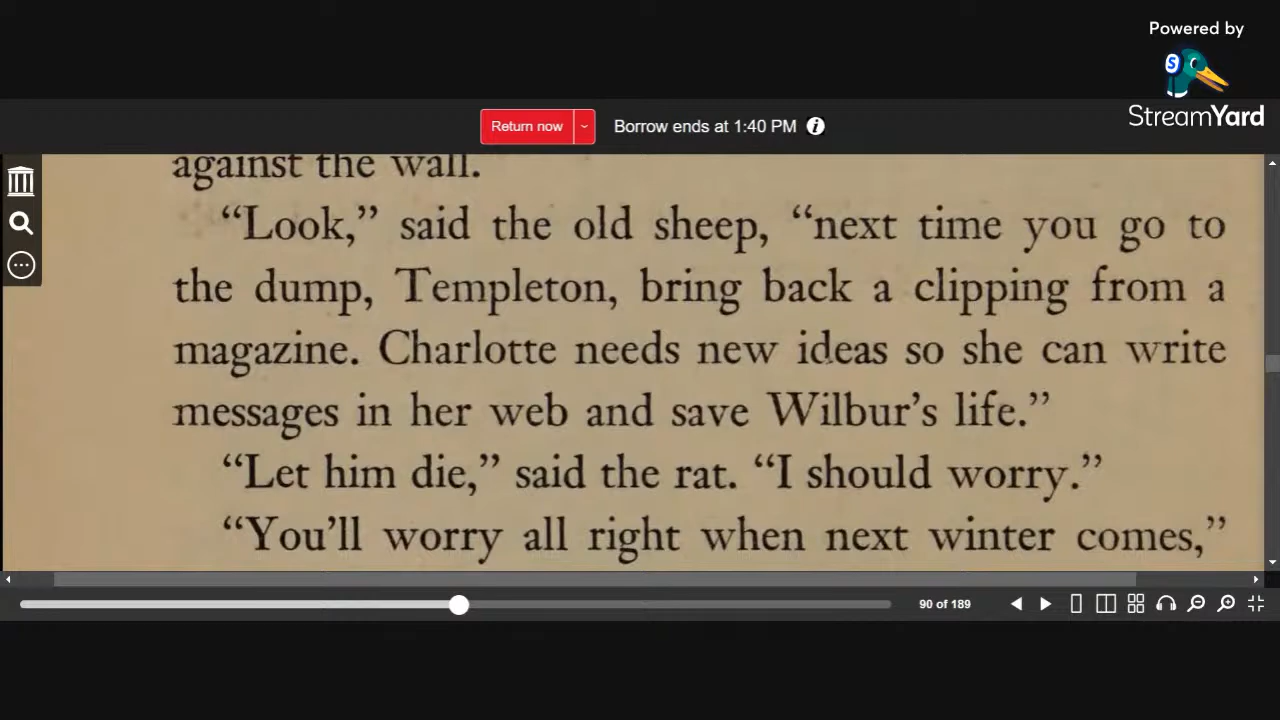 Powered by
StreamYard
Return now
Borrow ends at 1:40 PM
against the wall.
“Look,” said the old sheep, “next time you go to
the dump, Templeton, bring back a clipping from a
magazine. Charlotte needs new ideas so she can write
messages in her web and save Wilbur’s life.”
“Let him die,” said the rat. “I should worry.”
“You’ll worry all right when next winter comes,”
90 of 189